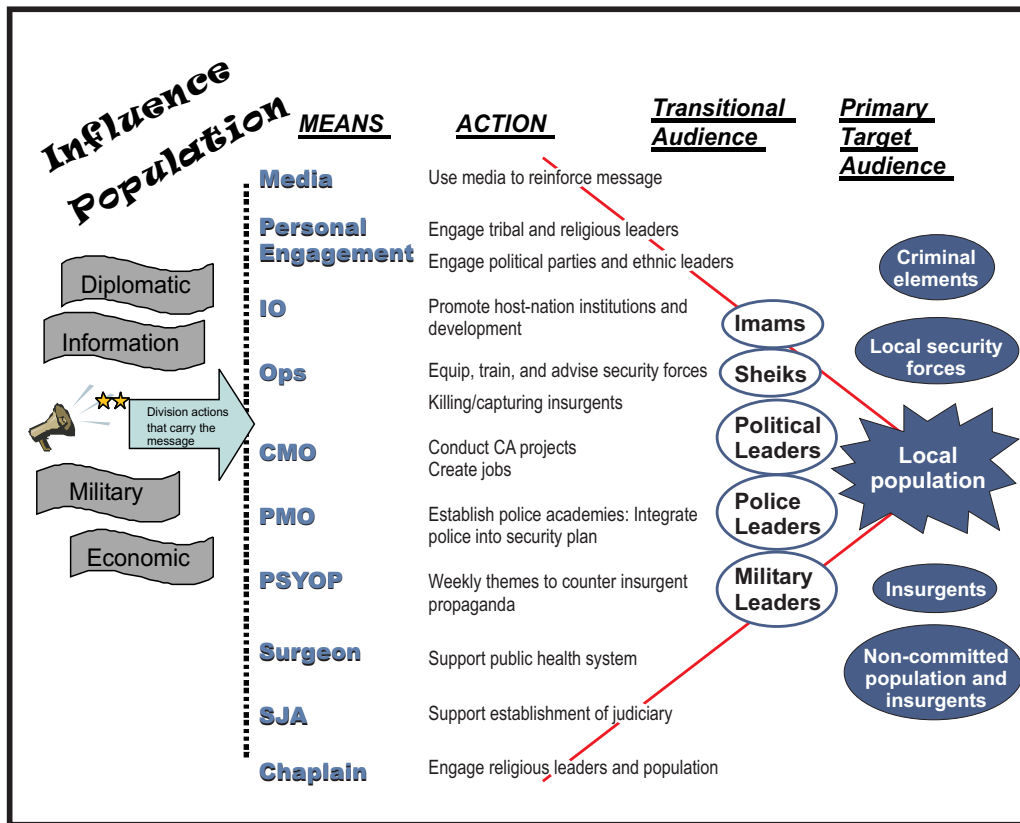 Influence
Population
MEANS
ACTION
Transitional
Audience
Primary
Target
Audience
Diplomatic
Information
Division actions
that carry the
message
Military
Economic
Media
Use media to reinforce message
Personal
Engagement
Engage tribal and religious leaders
Engage political parties and ethnic leaders
IO
Promote host-nation institutions and
development
Ops
Equip, train, and advise security forces
Killing/capturing insurgents
CMO
Conduct CA projects
Create jobs
PMO
Establish police academies: Integrate
police into security plan
PSYOP
Weekly themes to counter insurgent
propaganda
Surgeon
Support public health system
SJA
Support establishment of judiciary
Chaplain
Engage religious leaders and population
Imams
Sheiks
Political
Leaders
Police
Leaders
Military
Leaders
Criminal
elements
Local security
forces
Local
population
Insurgents
Non-committed
population and
insurgents